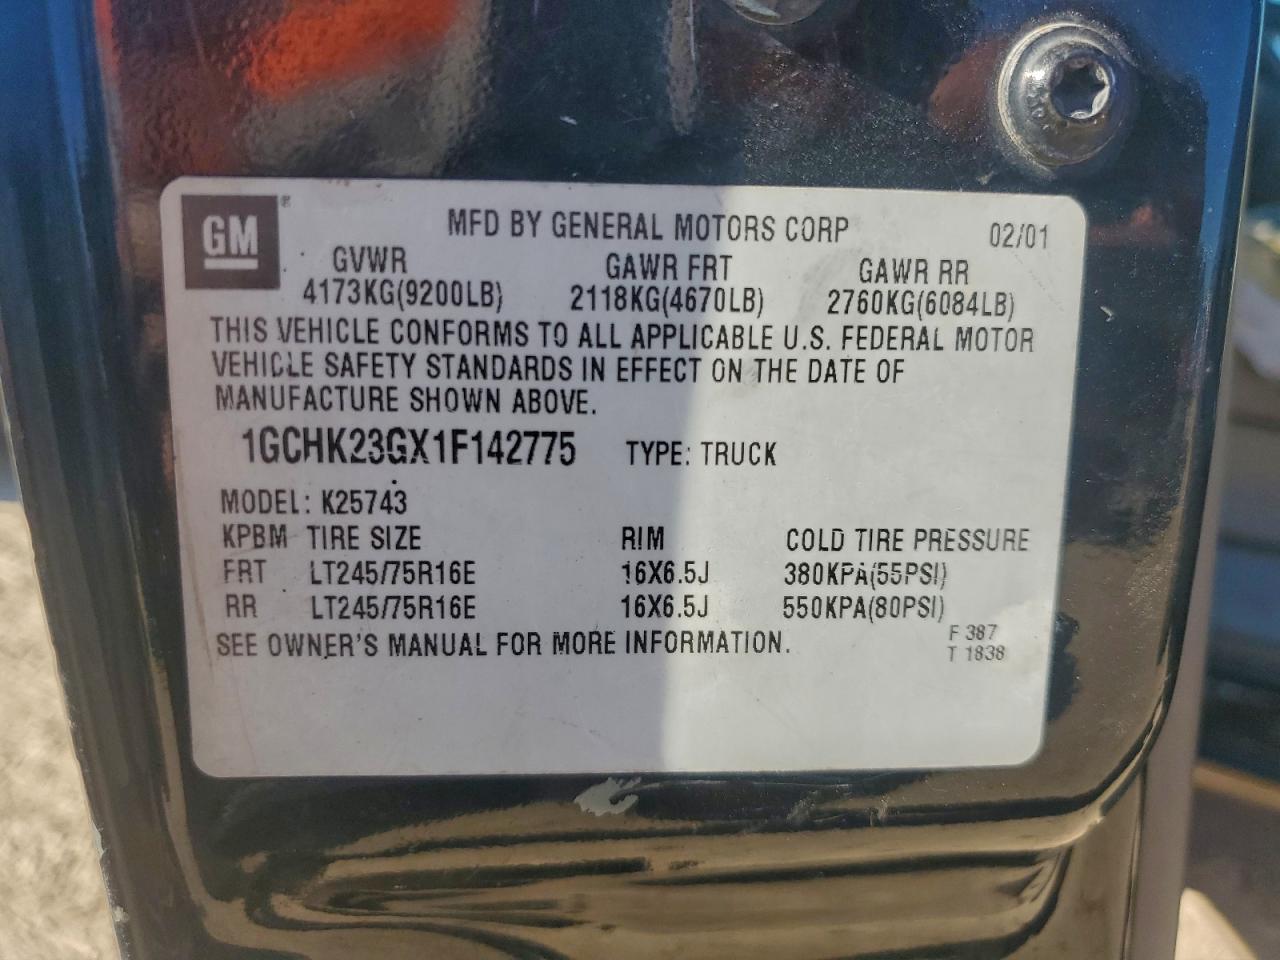 GM®
MFD BY GENERAL MOTORS CORP 02/01
GVWR GAWR FRT GAWR RR
4173KG(9200LB) 2118KG(4670LB) 2760KG(6084LB)
THIS VEHICLE CONFORMS TO ALL APPLICABLE U.S. FEDERAL MOTOR
VEHICLE SAFETY STANDARDS IN EFFECT ON THE DATE OF
MANUFACTURE SHOWN ABOVE.
1GCHK23GX1F142775 TYPE: TRUCK
MODEL: K25743
KPBM TIRE SIZE RIM COLD TIRE PRESSURE
FRT LT245/75R16E 16X6.5J 380KPA(55PSI)
RR LT245/75R16E 16X6.5J 550KPA(80PSI)
SEE OWNER'S MANUAL FOR MORE INFORMATION.
F 387
T 1838